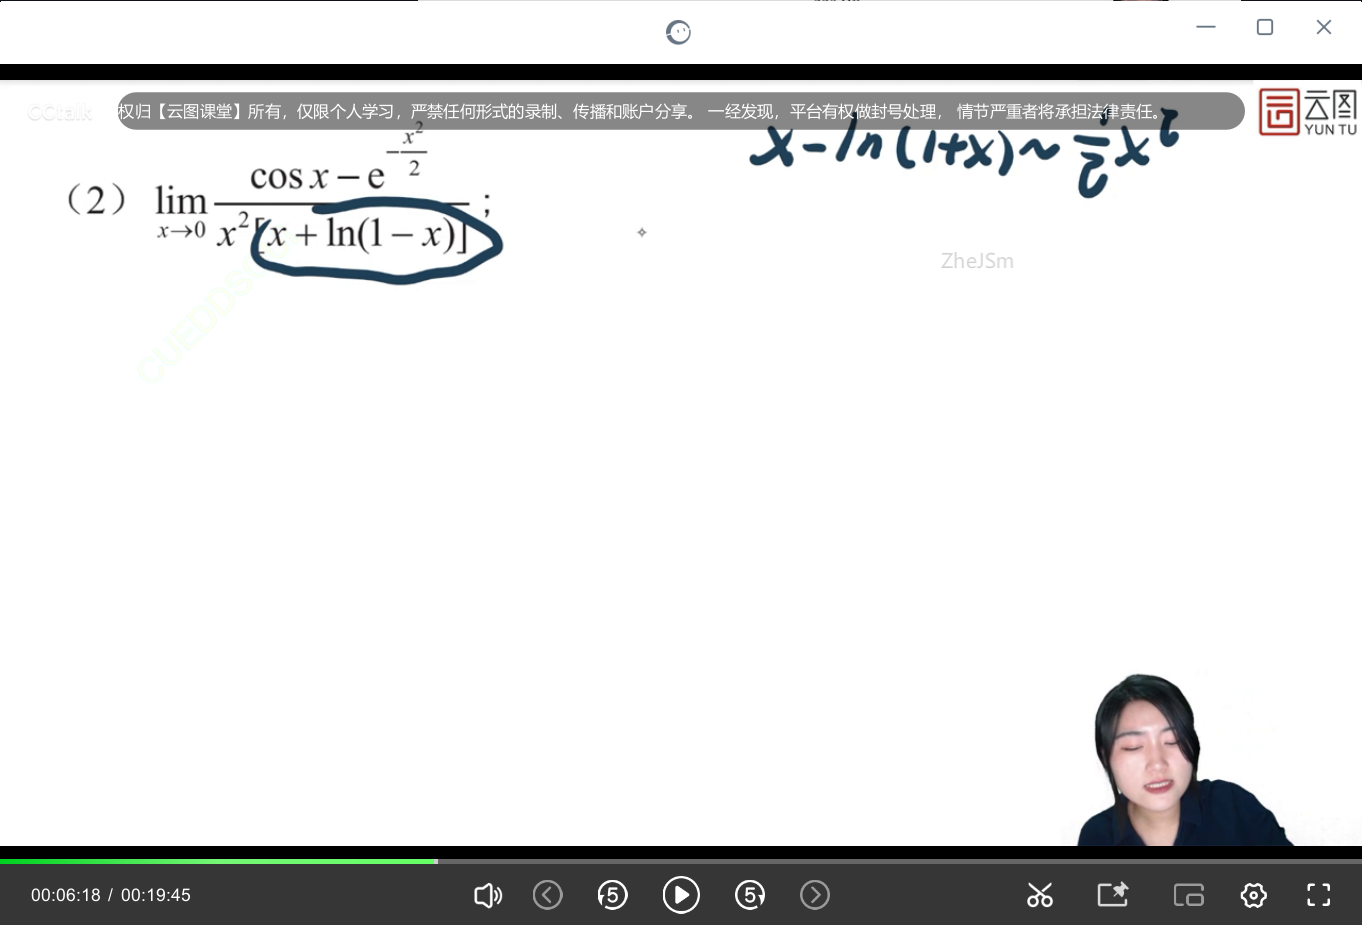 CCtalk
权归【云图课堂】所有，仅限个人学习，严禁任何形式的录制、传播和账户分享。 一经发现，平台有权做封号处理， 情节严重者将承担法律责任。
云图
YUN TU
x-ln(1+x)~\frac{1}{2}x^2
（2） \lim_{x→0} \frac{\cos x - e^{-\frac{x^2}{2}}}{x^2[x+\ln(1-x)]} ;
ZheJSm
00:06:18 / 00:19:45
5
5